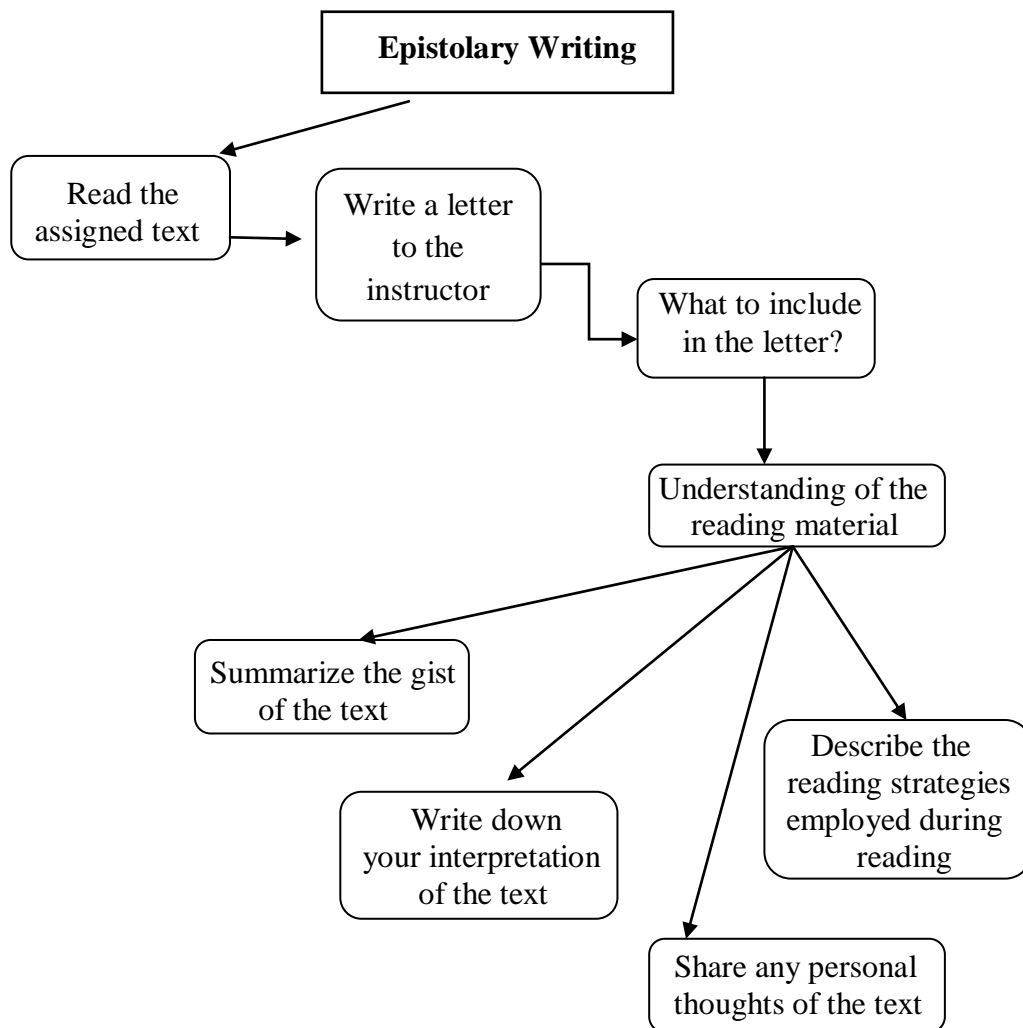 Epistolary Writing
Read the
assigned text
Write a letter
to the
instructor
What to include
in the letter?
Understanding of the
reading material
Summarize the gist
of the text
Write down
your interpretation
of the text
Share any personal
thoughts of the text
Describe the
reading strategies
employed during
reading